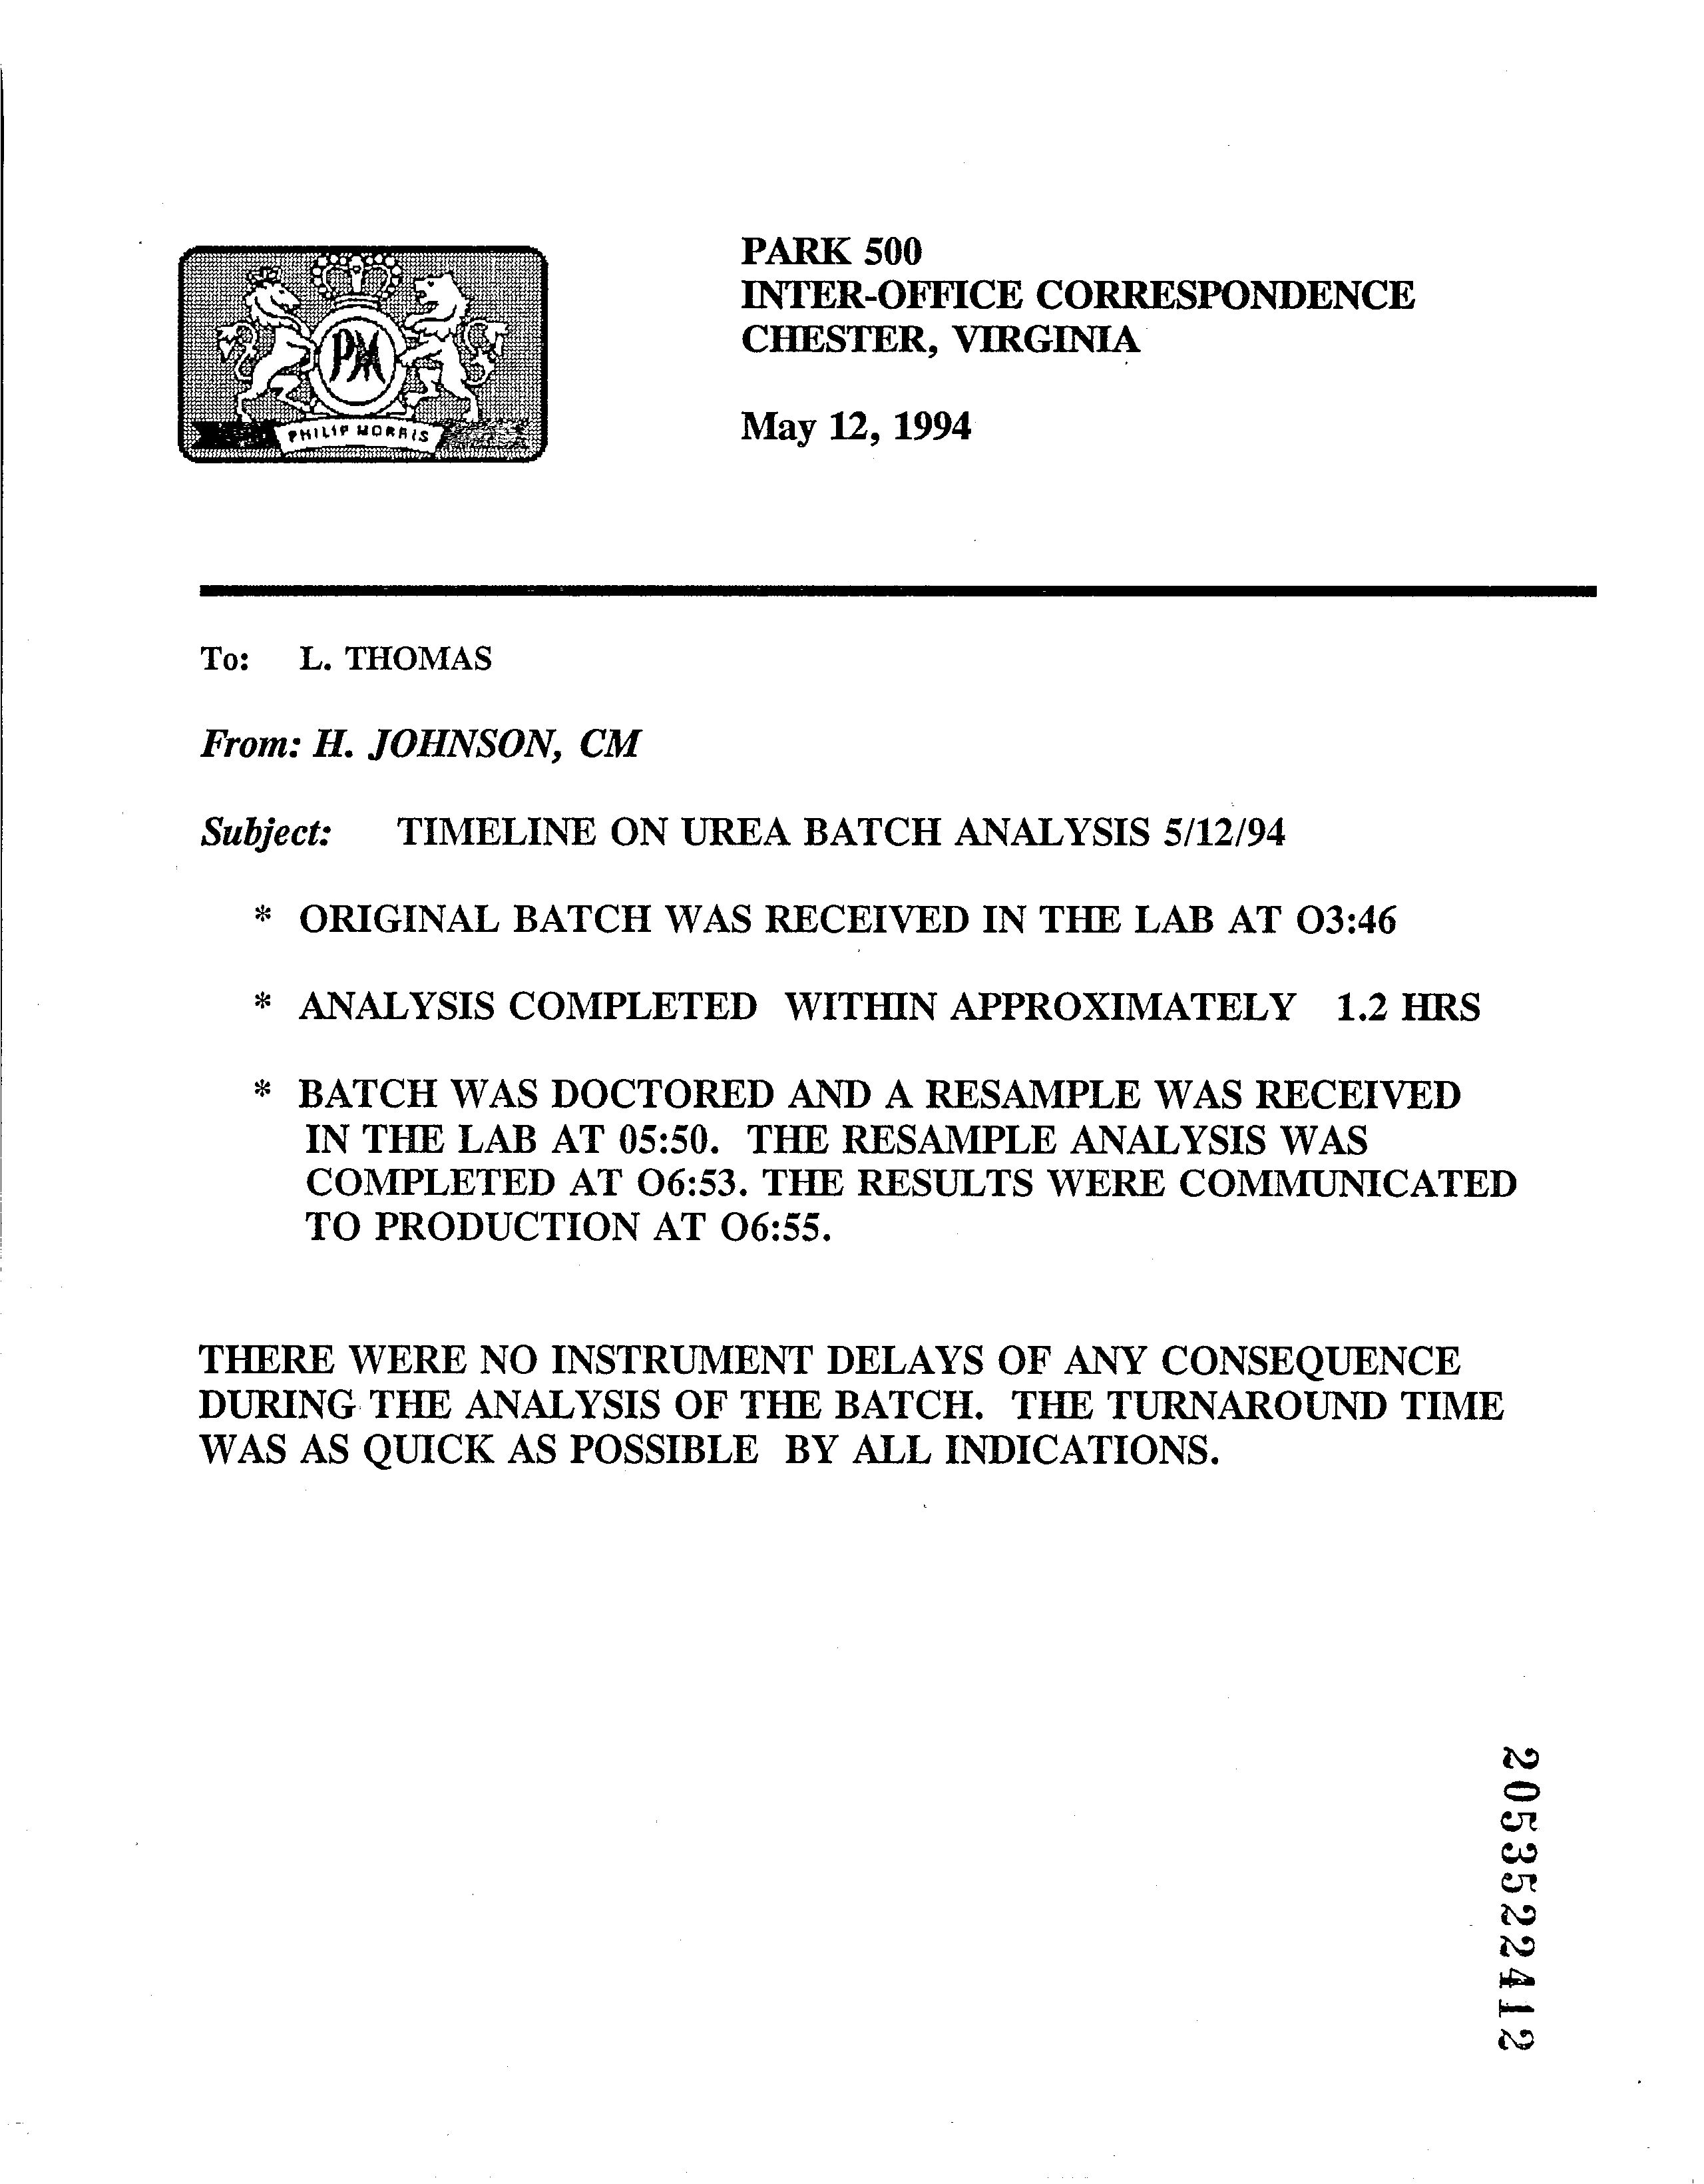 PARK 500
INTER-OFFICE CORRESPONDENCE
CHESTER, VIRGINIA
May 12, 1994
PM
PHILIP MORRIS
To: L. THOMAS
From: H. JOHNSON, CM
Subject: TIMELINE ON UREA BATCH ANALYSIS 5/12/94
* ORIGINAL BATCH WAS RECEIVED IN THE LAB AT O3:46
* ANALYSIS COMPLETED WITHIN APPROXIMATELY 1.2 HRS
* BATCH WAS DOCTORED AND A RESAMPLE WAS RECEIVED
IN THE LAB AT 05:50. THE RESAMPLE ANALYSIS WAS
COMPLETED AT O6:53. THE RESULTS WERE COMMUNICATED
TO PRODUCTION AT O6:55.
THERE WERE NO INSTRUMENT DELAYS OF ANY CONSEQUENCE
DURING THE ANALYSIS OF THE BATCH. THE TURNAROUND TIME
WAS AS QUICK AS POSSIBLE BY ALL INDICATIONS.
2053522412